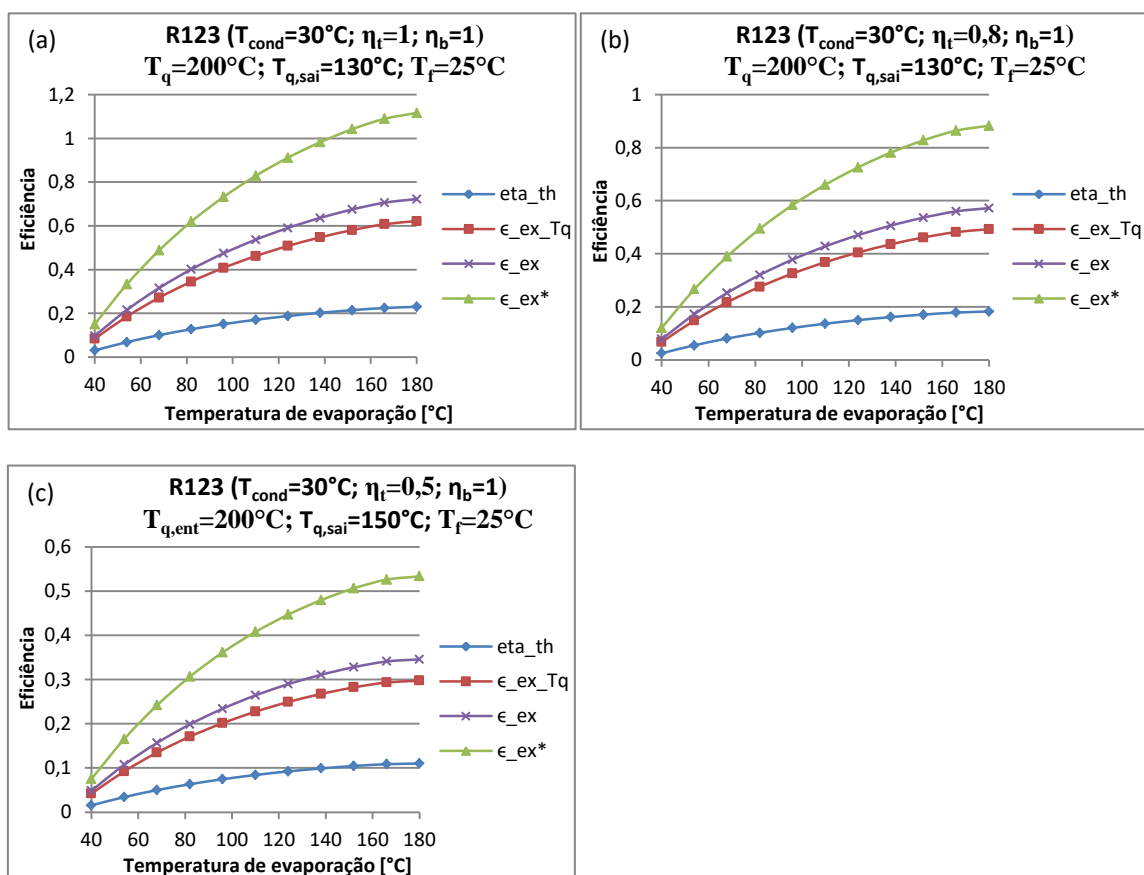 (a)
R123 (Tcond=30°C; ηt=1; ηb=1)
Tq=200°C; Tq,sai=130°C; Tf=25°C
1,2
1
0,8
0,6
0,4
0,2
0
Eficiência
40 60 80 100 120 140 160 180
Temperatura de evaporação [°C]
eta_th
ϵ_ex_Tq
ϵ_ex
ϵ_ex*
(b)
R123 (Tcond=30°C; ηt=0,8; ηb=1)
Tq=200°C; Tq,sai=130°C; Tf=25°C
1
0,8
0,6
0,4
0,2
0
Eficiência
40 60 80 100 120 140 160 180
Temperatura de evaporação [°C]
eta_th
ϵ_ex_Tq
ϵ_ex
ϵ_ex*
(c)
R123 (Tcond=30°C; ηt=0,5; ηb=1)
Tq,ent=200°C; Tq,sai=150°C; Tf=25°C
0,6
0,5
0,4
0,3
0,2
0,1
0
Eficiência
40 60 80 100 120 140 160 180
Temperatura de evaporação [°C]
eta_th
ϵ_ex_Tq
ϵ_ex
ϵ_ex*